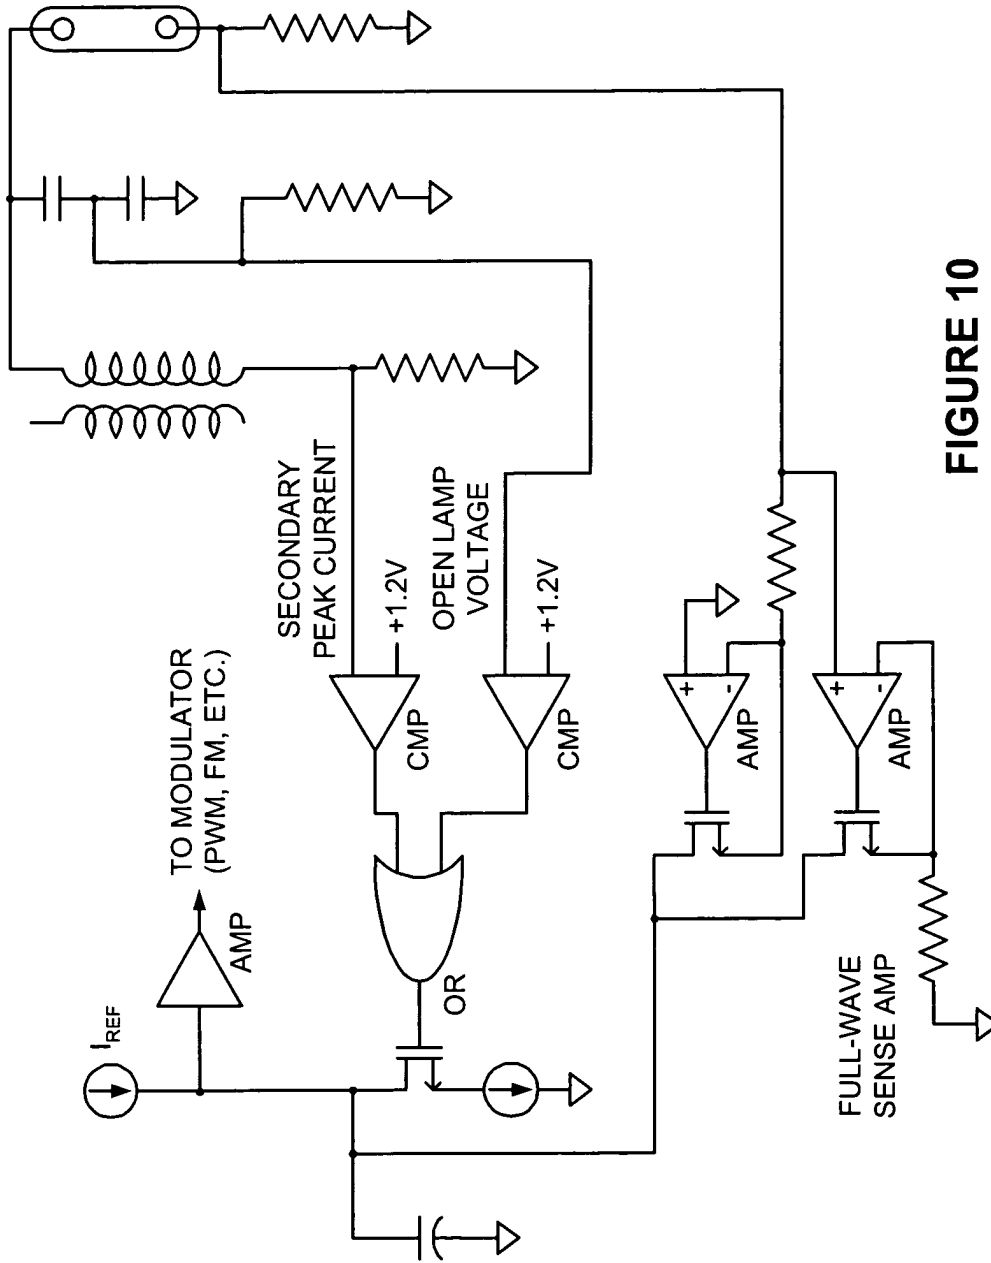 I_REF
AMP
TO MODULATOR
(PWM, FM, ETC.)
SECONDARY
PEAK CURRENT
+1.2V
CMP
OR
OPEN LAMP
VOLTAGE
+1.2V
CMP
+
-
AMP
+
-
AMP
FULL-WAVE
SENSE AMP
FIGURE 10